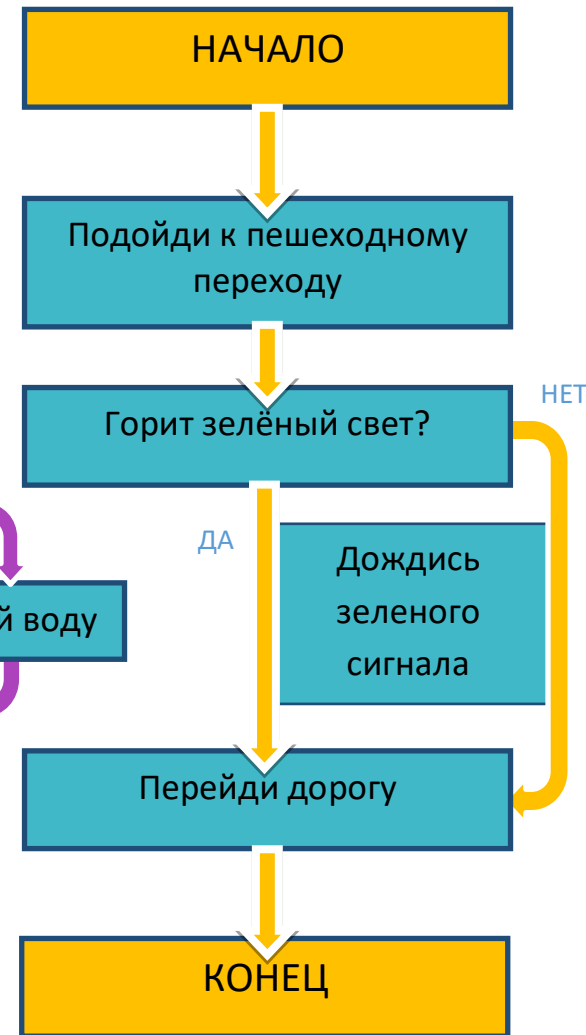 НАЧАЛО
Подойди к пешеходному
переходу
Горит зелёный свет?
НЕТ
ДА
Дождись
зеленого
сигнала
й воду
Перейди дорогу
КОНЕЦ